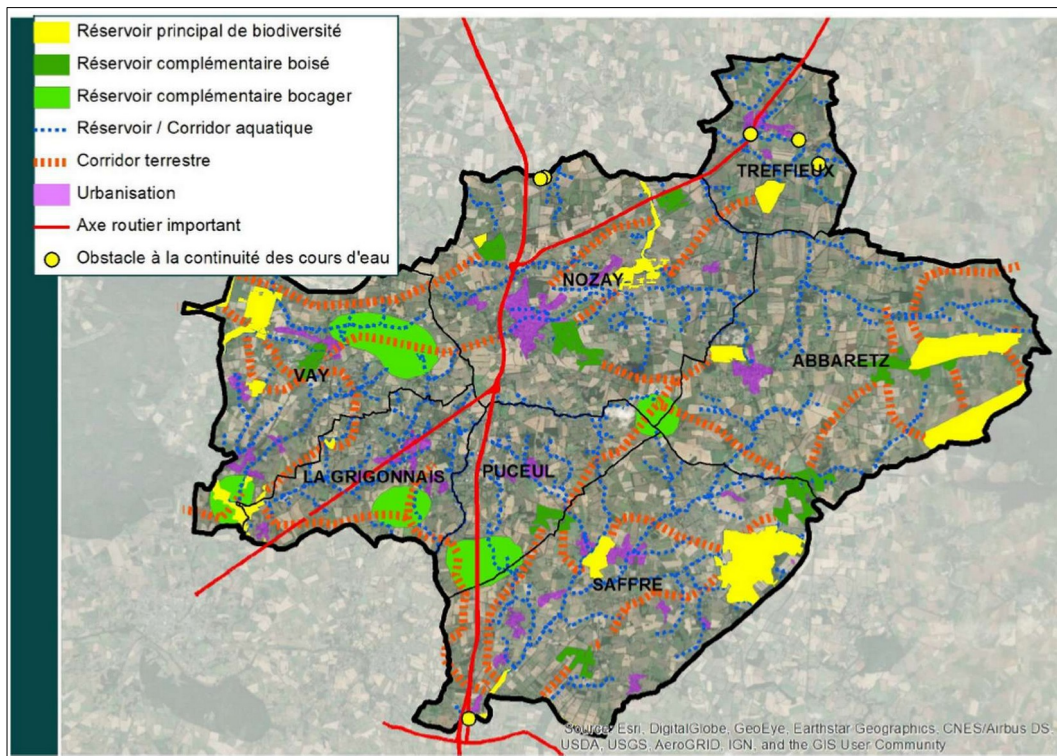 Réservoir principal de biodiversité
Réservoir complémentaire boisé
Réservoir complémentaire bocager
Réservoir / Corridor aquatique
Corridor terrestre
Urbanisation
Axe routier important
Obstacle à la continuité des cours d'eau
TREFFIEUX
NOZAY
ABBARETZ
VAY
LA GRIGONNAIS
PUCEUL
SAFFRE
Source: Esri, DigitalGlobe, GeoEye, Earthstar Geographics, CNES/Airbus DS,
USDA, USGS, AeroGRID, IGN, and the GIS User Community